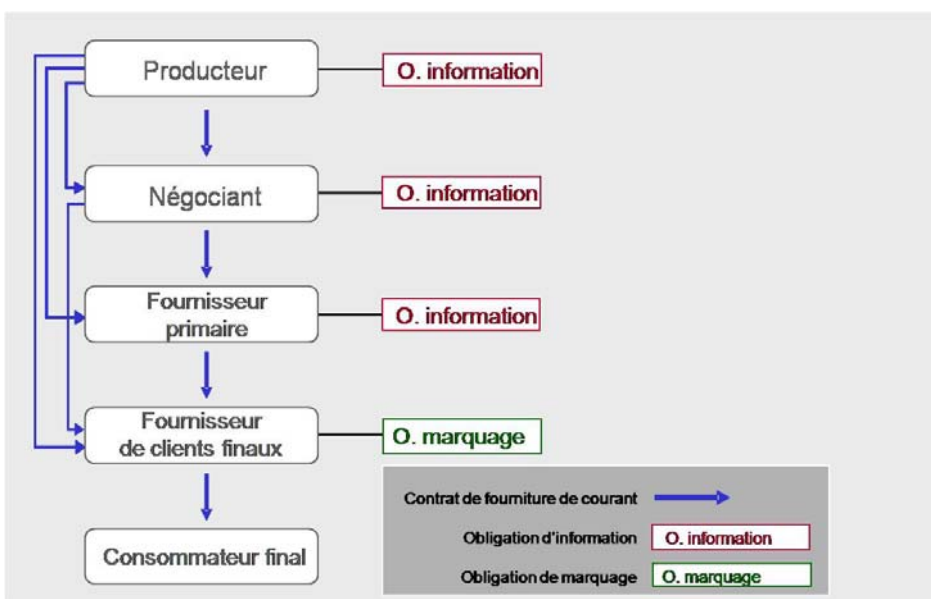 Producteur
O. information
Négociant
O. information
Fournisseur
primaire
O. information
Fournisseur
de clients finaux
O. marquage
Consommateur final
Contrat de fourniture de courant
Obligation d'information
O. information
Obligation de marquage
O. marquage